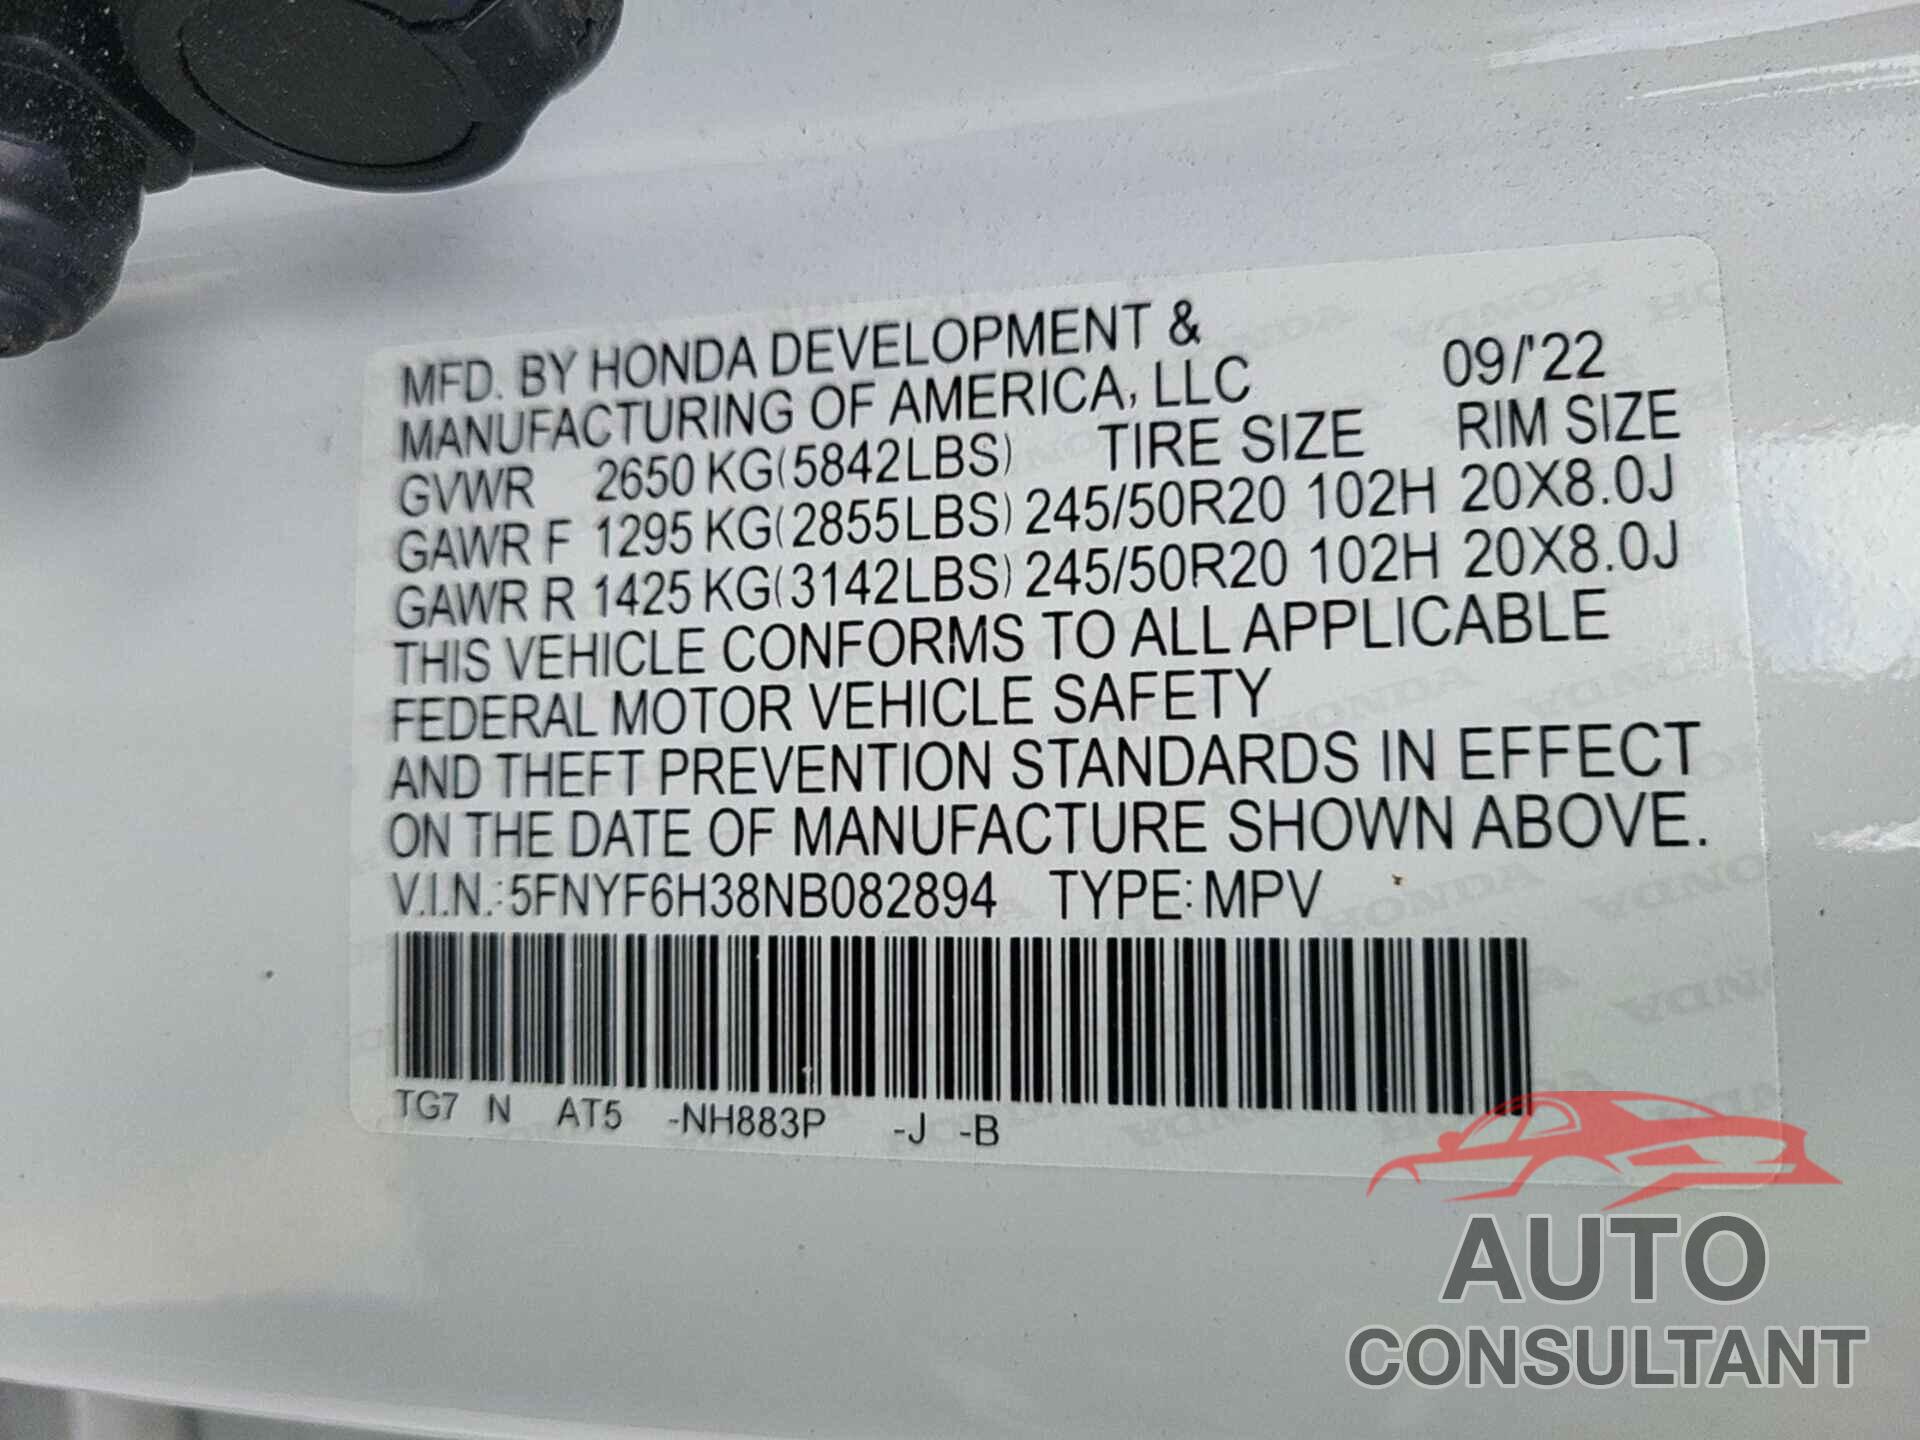 MFD. BY HONDA DEVELOPMENT &
MANUFACTURING OF AMERICA, LLC 09/'22
GVWR 2650 KG(5842LBS) TIRE SIZE RIM SIZE
GAWR F 1295 KG(2855LBS) 245/50R20 102H 20X8.0J
GAWR R 1425 KG(3142LBS) 245/50R20 102H 20X8.0J
THIS VEHICLE CONFORMS TO ALL APPLICABLE
FEDERAL MOTOR VEHICLE SAFETY
AND THEFT PREVENTION STANDARDS IN EFFECT
ON THE DATE OF MANUFACTURE SHOWN ABOVE.
V.I.N.:5FNYF6H38NB082894 TYPE:MPV
TG7 N AT5 -NH883P -J -B
AUTO
CONSULTANT